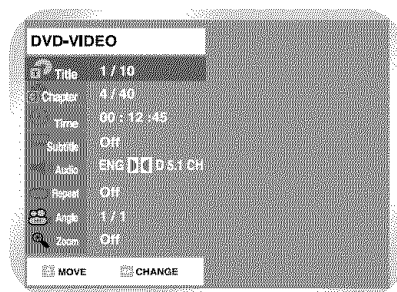 DVD-VIDEO
Title 1 / 10
Chapter 4 / 40
Time 00 : 12 :45
Subtitle Off
Audio ENG D 5.1 CH
Repeat Off
Angle 1 / 1
Zoom Off
MOVE CHANGE